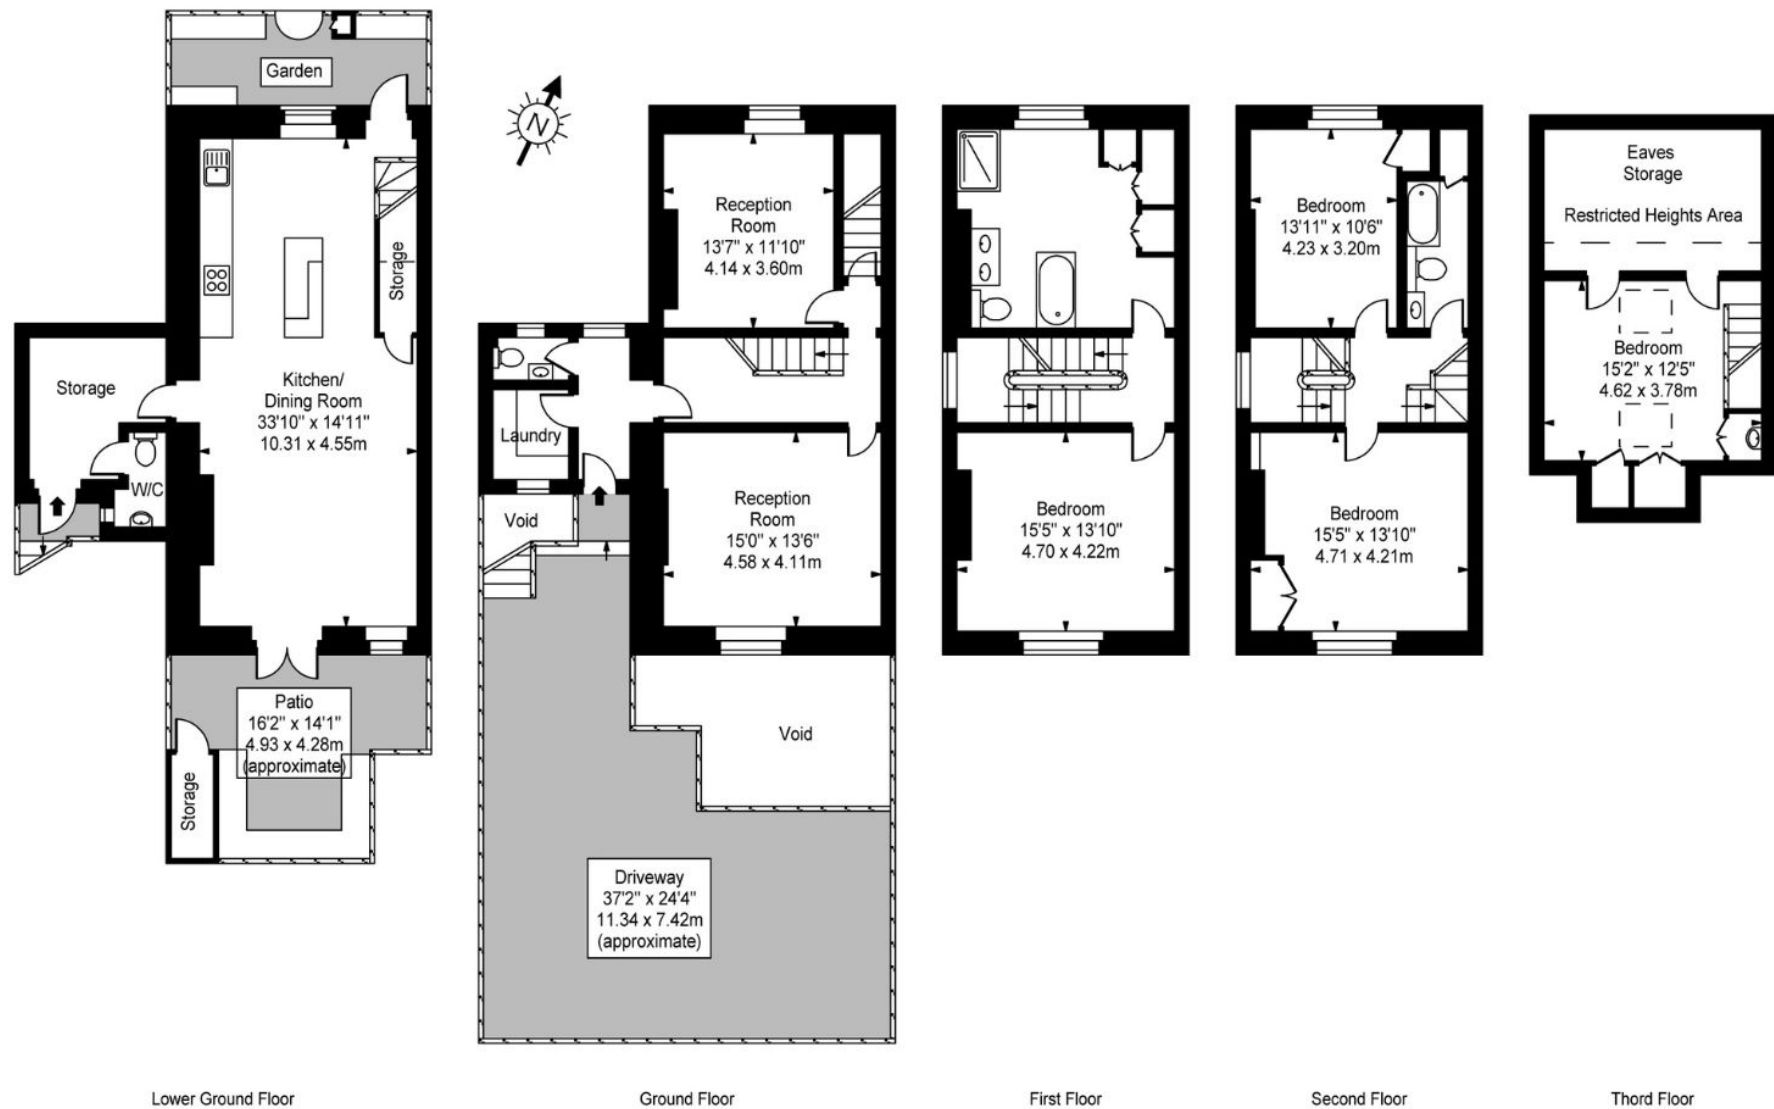 Garden
Storage
Storage
W/C
Kitchen/
Dining Room
33'10" x 14'11"
10.31 x 4.55m
Patio
16'2" x 14'1"
4.93 x 4.28m
(approximate)
Storage
Lower Ground Floor
N
Reception
Room
13'7" x 11'10"
4.14 x 3.60m
Laundry
Void
Reception
Room
15'0" x 13'6"
4.58 x 4.11m
Void
Driveway
37'2" x 24'4"
11.34 x 7.42m
(approximate)
Ground Floor
Bedroom
15'5" x 13'10"
4.70 x 4.22m
First Floor
Bedroom
13'11" x 10'6"
4.23 x 3.20m
Bedroom
15'5" x 13'10"
4.71 x 4.21m
Second Floor
Eaves
Storage
Restricted Heights Area
Bedroom
15'2" x 12'5"
4.62 x 3.78m
Thord Floor